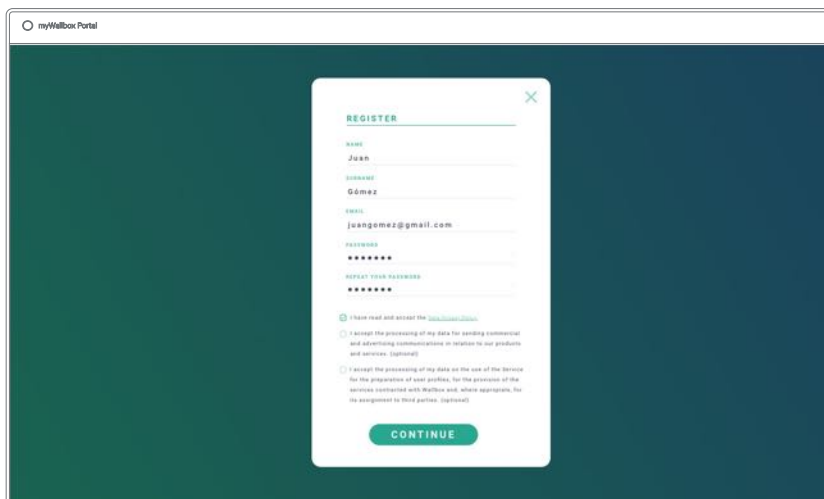 myWallbox Portal
REGISTER
NAME
Juan
SURNAME
Gómez
EMAIL
juangomez@gmail.com
PASSWORD
REPEAT YOUR PASSWORD
I have read and accept the Data Privacy Policy
I accept the processing of my data for sending commercial
and advertising communications in relation to our products
and services. (optional)
I accept the processing of my data on the use of the Service
for the preparation of user profiles, for the provision of the
services contracted with Wallbox and, where appropriate, for
its assignment to third parties. (optional)
CONTINUE